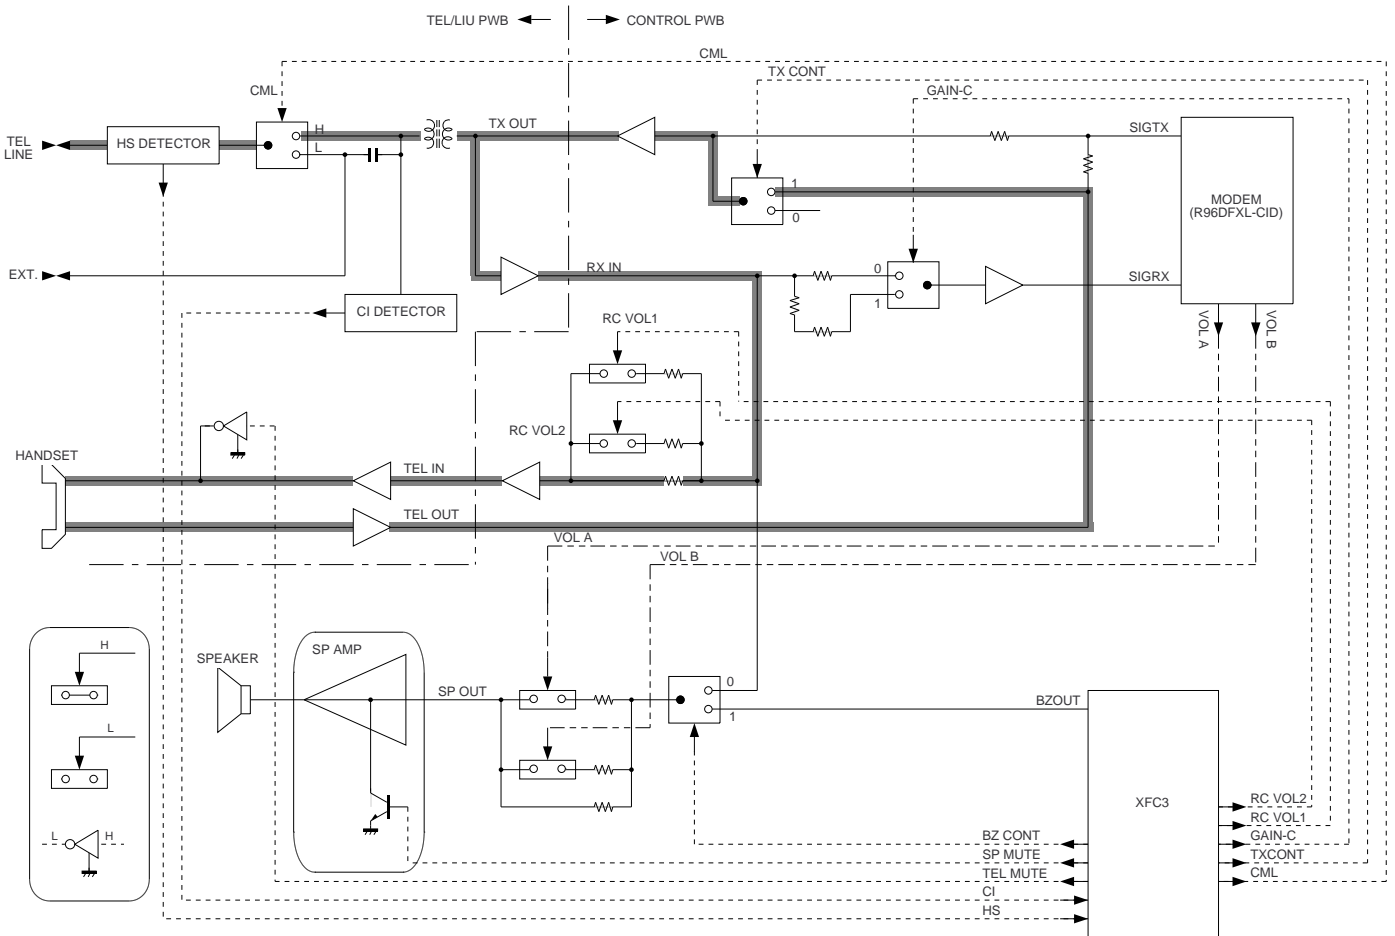 TEL/LIU PWB
CONTROL PWB
CML
TX CONT
CML
GAIN-C
H
TX OUT
SIGTX
TEL
LINE
HS DETECTOR
L
1
MODEM
(R96DFXL-CID)
0
EXT.
RX IN
0
SIGRX
1
CI DETECTOR
RC VOL1
VOL A
VOL B
RC VOL2
HANDSET
TEL IN
TEL OUT
VOL A
VOL B
H
SP AMP
SPEAKER
SP OUT
0
BZOUT
1
L
XFC3
RC VOL2
RC VOL1
L
H
BZ CONT
GAIN-C
SP MUTE
TXCONT
TEL MUTE
CML
CI
HS